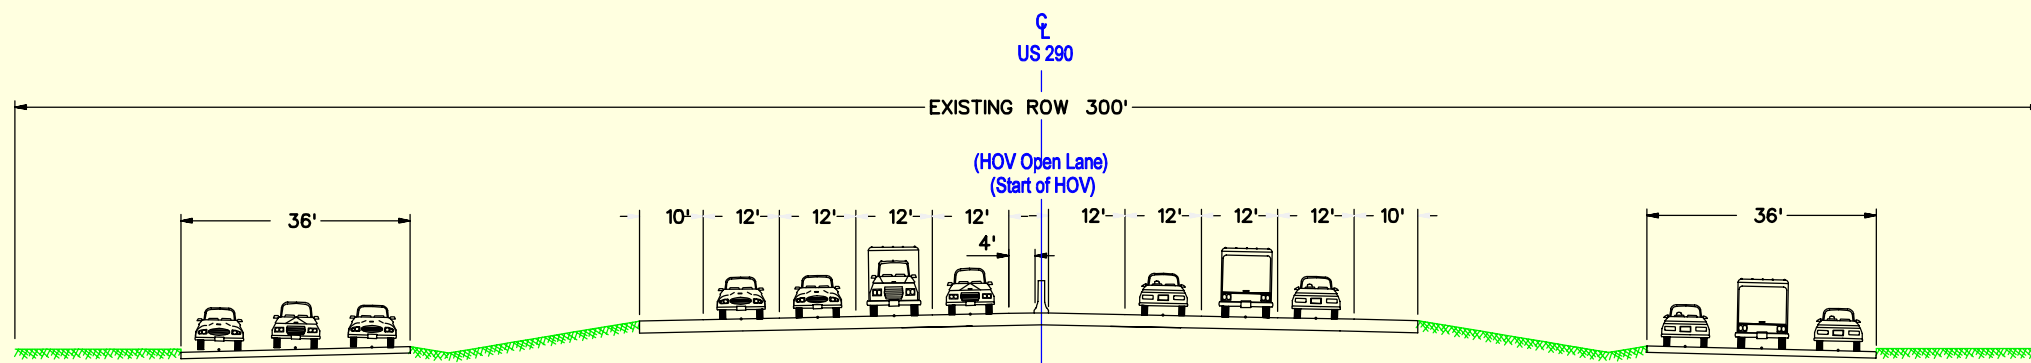 ℄
US 290
EXISTING ROW 300'
(HOV Open Lane)
(Start of HOV)
36' 10' 12' 12' 12' 12' 12' 12' 12' 12' 10' 36'
4'